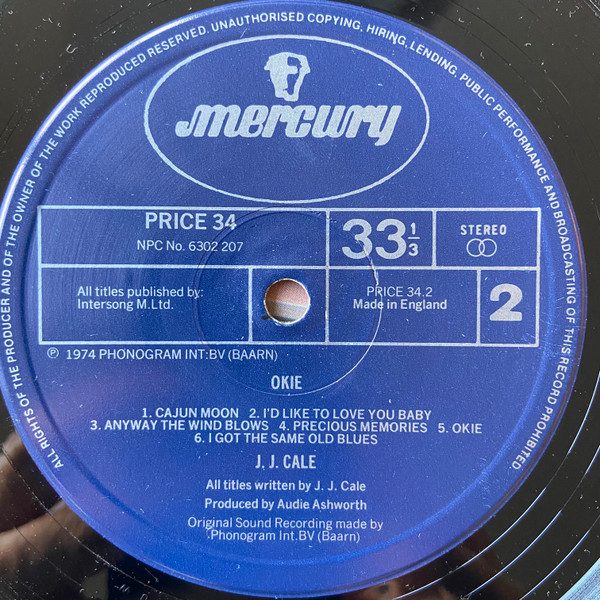 ALL RIGHTS OF THE PRODUCER AND OF THE OWNER OF THE WORK REPRODUCED RESERVED. UNAUTHORISED COPYING, HIRING, LENDING, PUBLIC PERFORMANCE AND BROADCASTING OF THIS RECORD PROHIBITED.
mercury
PRICE 34
NPC No. 6302 207
33 1/3
STEREO
All titles published by:
Intersong M.Ltd.
PRICE 34.2
Made in England
2
Ⓟ 1974 PHONOGRAM INT:BV (BAARN)
OKIE
1. CAJUN MOON 2. I'D LIKE TO LOVE YOU BABY
3. ANYWAY THE WIND BLOWS 4. PRECIOUS MEMORIES 5. OKIE
6. I GOT THE SAME OLD BLUES
J. J. CALE
All titles written by J. J. Cale
Produced by Audie Ashworth
Original Sound Recording made by
Phonogram Int.BV (Baarn)